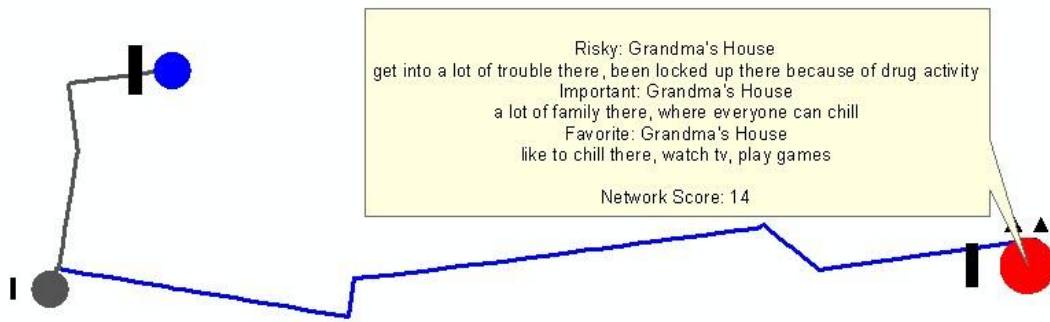 Risky: Grandma's House
get into a lot of trouble there, been locked up there because of drug activity
Important: Grandma's House
a lot of family there, where everyone can chill
Favorite: Grandma's House
like to chill there, watch tv, play games
Network Score: 14